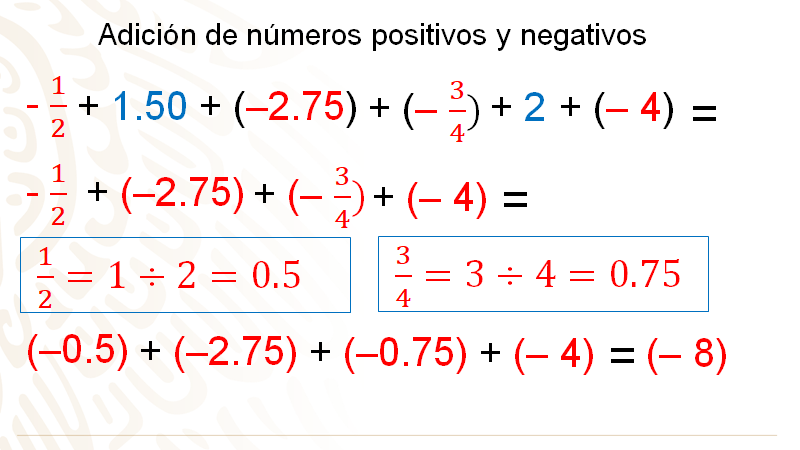 Adición de números positivos y negativos
- 1/2 + 1.50 + (–2.75) + (– 3/4) + 2 + (– 4) =
- 1/2 + (–2.75) + (– 3/4) + (– 4) =
1/2 = 1 ÷ 2 = 0.5
3/4 = 3 ÷ 4 = 0.75
(–0.5) + (–2.75) + (–0.75) + (– 4) = (– 8)